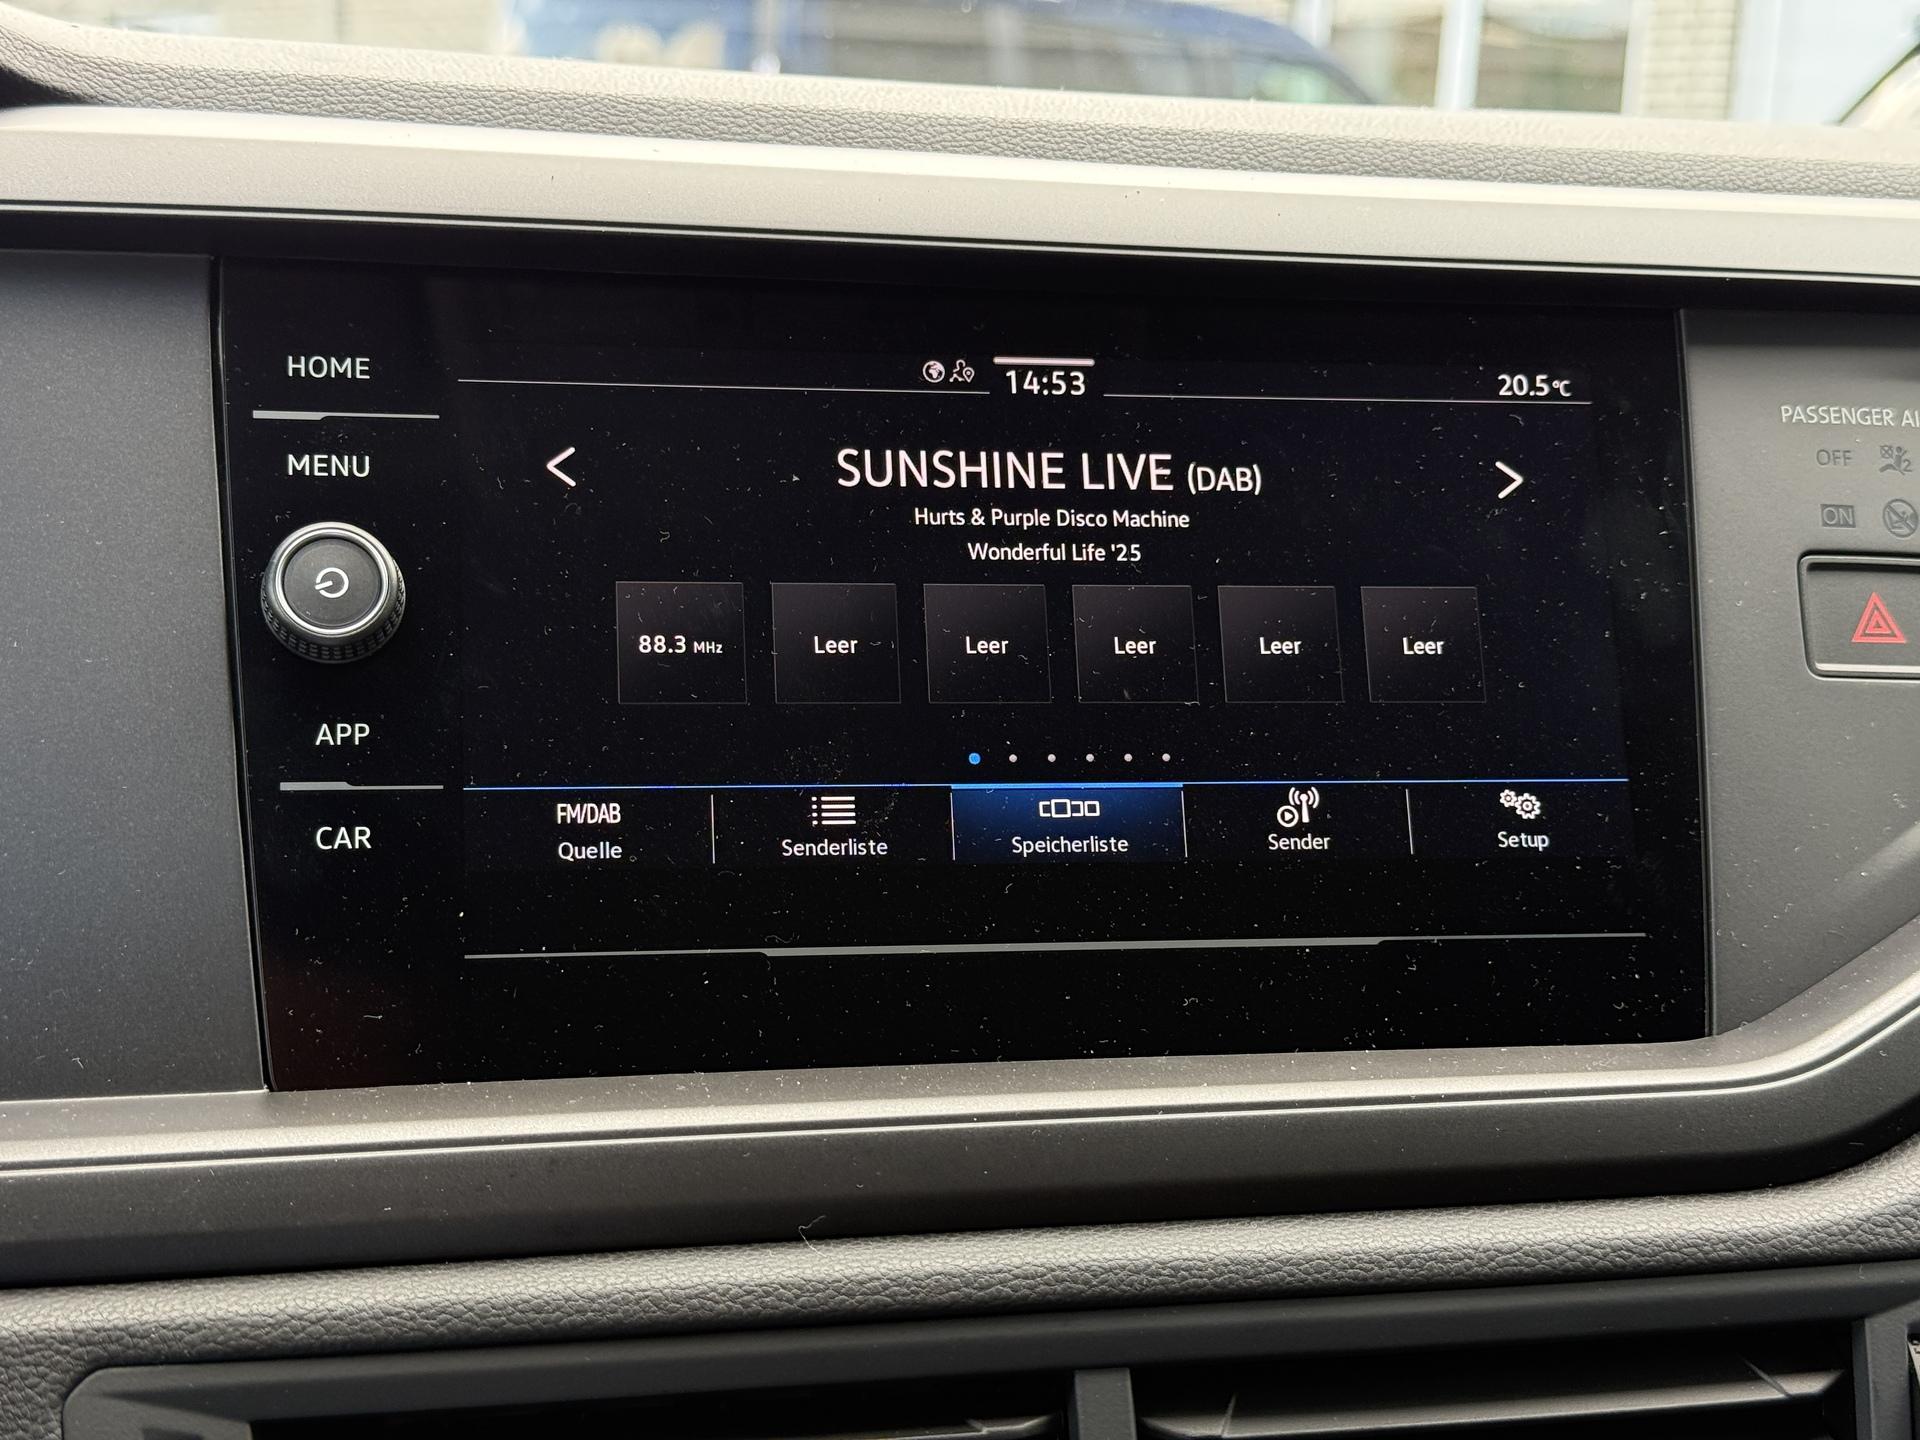 HOME
MENU
APP
CAR
14:53
20.5°C
SUNSHINE LIVE (DAB)
Hurts & Purple Disco Machine
Wonderful Life '25
88.3 MHz
Leer
Leer
Leer
Leer
Leer
FM/DAB
Quelle
Senderliste
Speicherliste
Sender
Setup
PASSENGER AI
OFF
2
ON